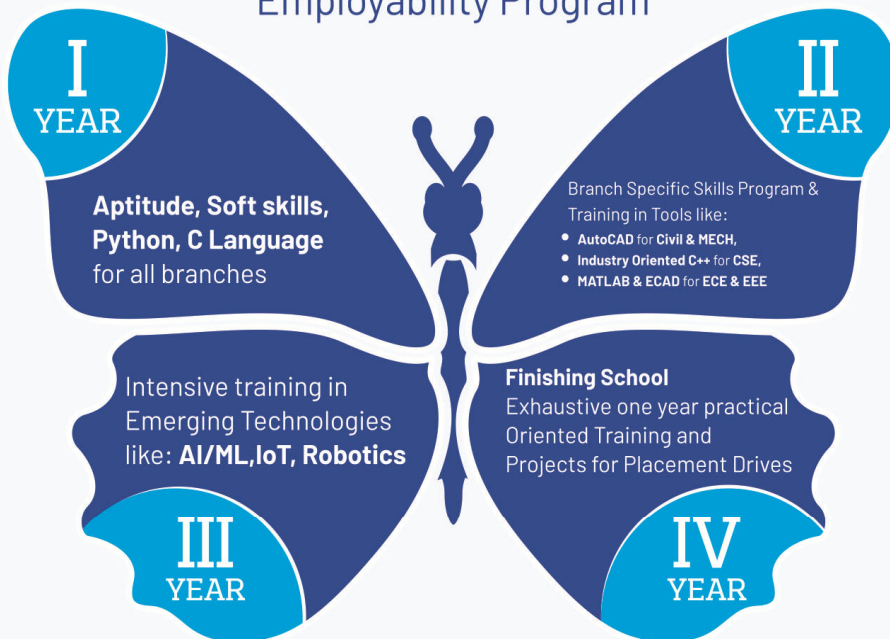 Employability Program
I
YEAR
Aptitude, Soft skills,
Python, C Language
for all branches
II
YEAR
Branch Specific Skills Program &
Training in Tools like:
• AutoCAD for Civil & MECH,
• Industry Oriented C++ for CSE,
• MATLAB & ECAD for ECE & EEE
Intensive training in
Emerging Technologies
like: AI/ML,IoT, Robotics
III
YEAR
Finishing School
Exhaustive one year practical
Oriented Training and
Projects for Placement Drives
IV
YEAR